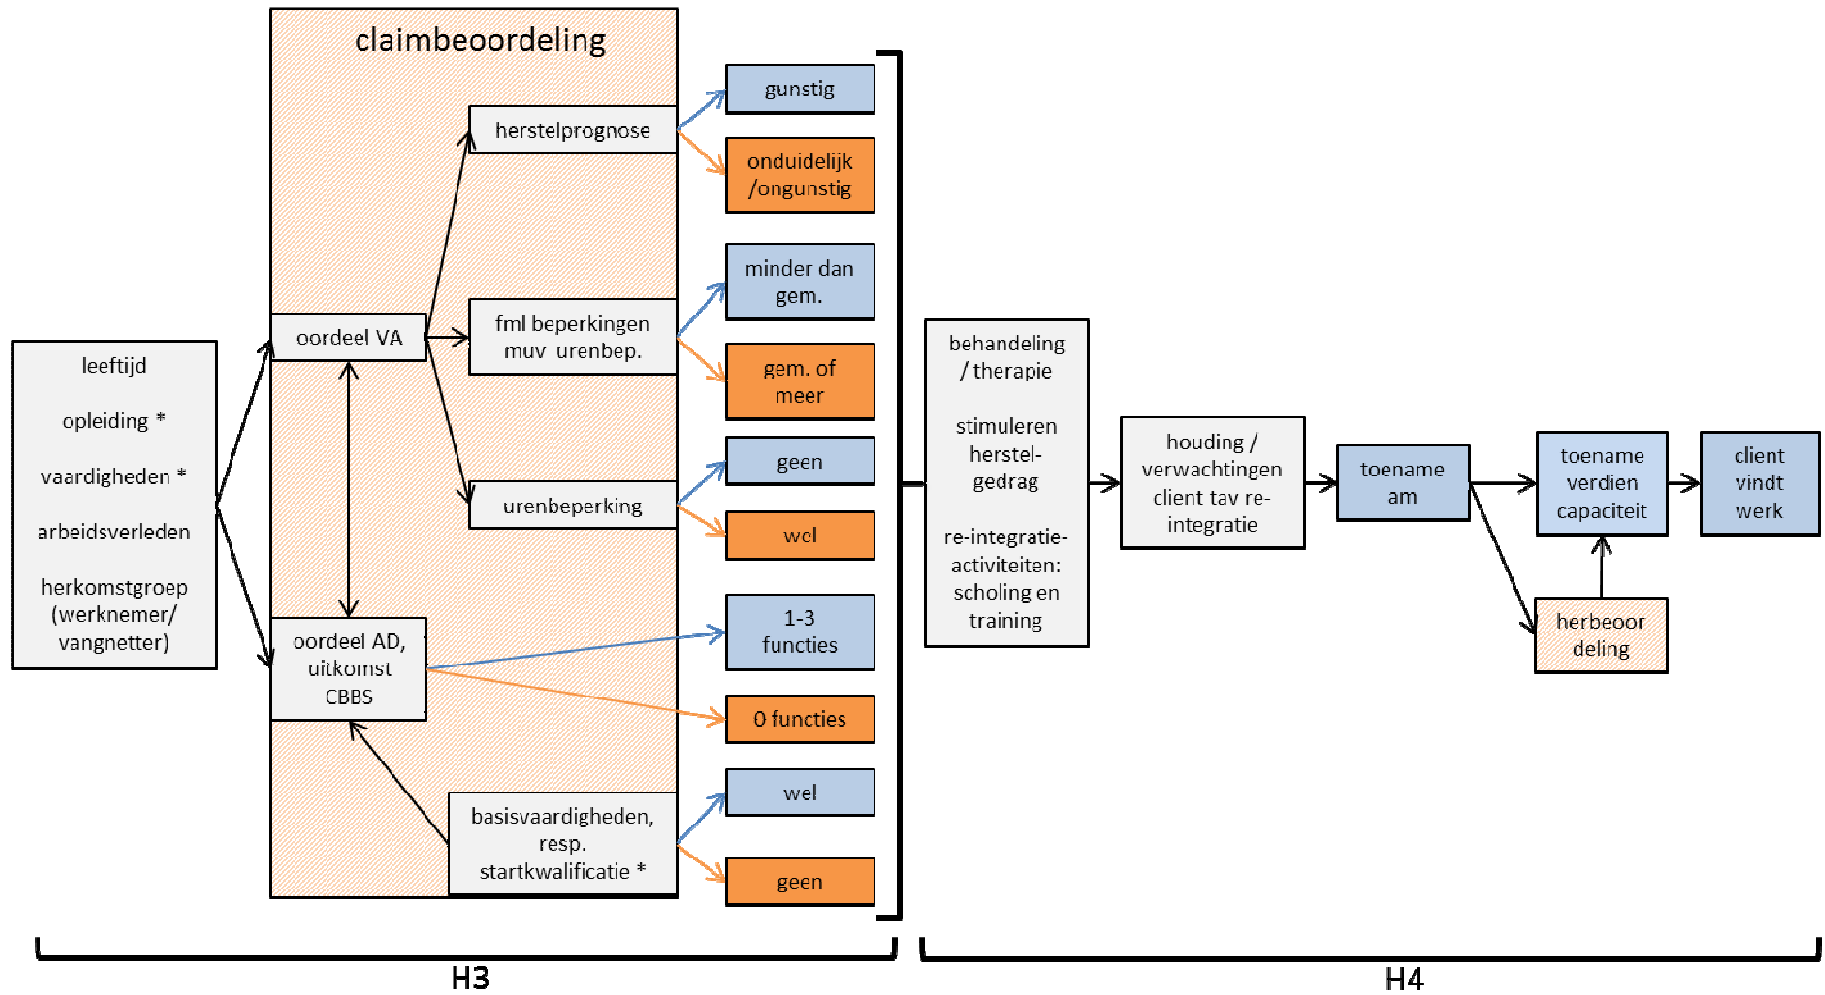 claimbeoordeling
leeftijd
opleiding *
vaardigheden *
arbeidsverleden
herkomstgroep
(werknemer/
vangnetter)
oordeel VA
oordeel AD,
uitkomst
CBBS
herstelprognose
fml beperkingen
muv urenbep.
urenbeperking
basisvaardigheden,
resp.
startkwalificatie *
gunstig
onduidelijk
/ongunstig
minder dan
gem.
gem. of
meer
geen
wel
1-3
functies
0 functies
wel
geen
behandeling
/ therapie
stimuleren
herstel-
gedrag
re-integratie-
activiteiten:
scholing en
training
houding /
verwachtingen
client tav re-
integratie
toename
am
toename
verdien
capaciteit
client
vindt
werk
herbeoor
deling
H3
H4